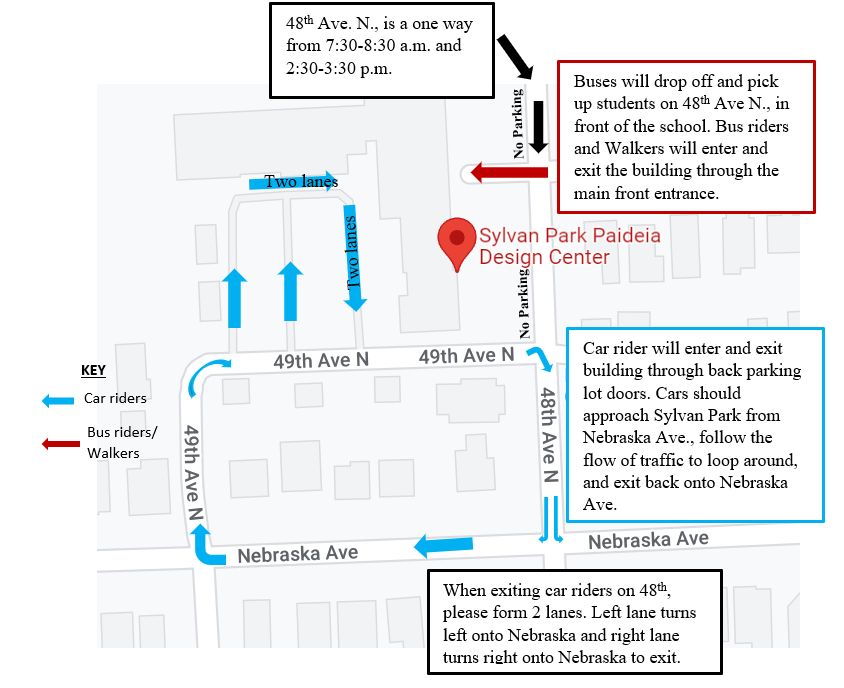 48th Ave. N., is a one way
from 7:30-8:30 a.m. and
2:30-3:30 p.m.
No Parking
Buses will drop off and pick
up students on 48th Ave N., in
front of the school. Bus riders
and Walkers will enter and
exit the building through the
main front entrance.
Two lanes
Two lanes
Sylvan Park Paideia
Design Center
No Parking
49th Ave N
49th Ave N
Car rider will enter and exit
building through back parking
lot doors. Cars should
approach Sylvan Park from
Nebraska Ave., follow the
flow of traffic to loop around,
and exit back onto Nebraska
Ave.
KEY
Car riders
Bus riders/
Walkers
49th Ave N
48th Ave N
Nebraska Ave
Nebraska Ave
When exiting car riders on 48th,
please form 2 lanes. Left lane turns
left onto Nebraska and right lane
turns right onto Nebraska to exit.